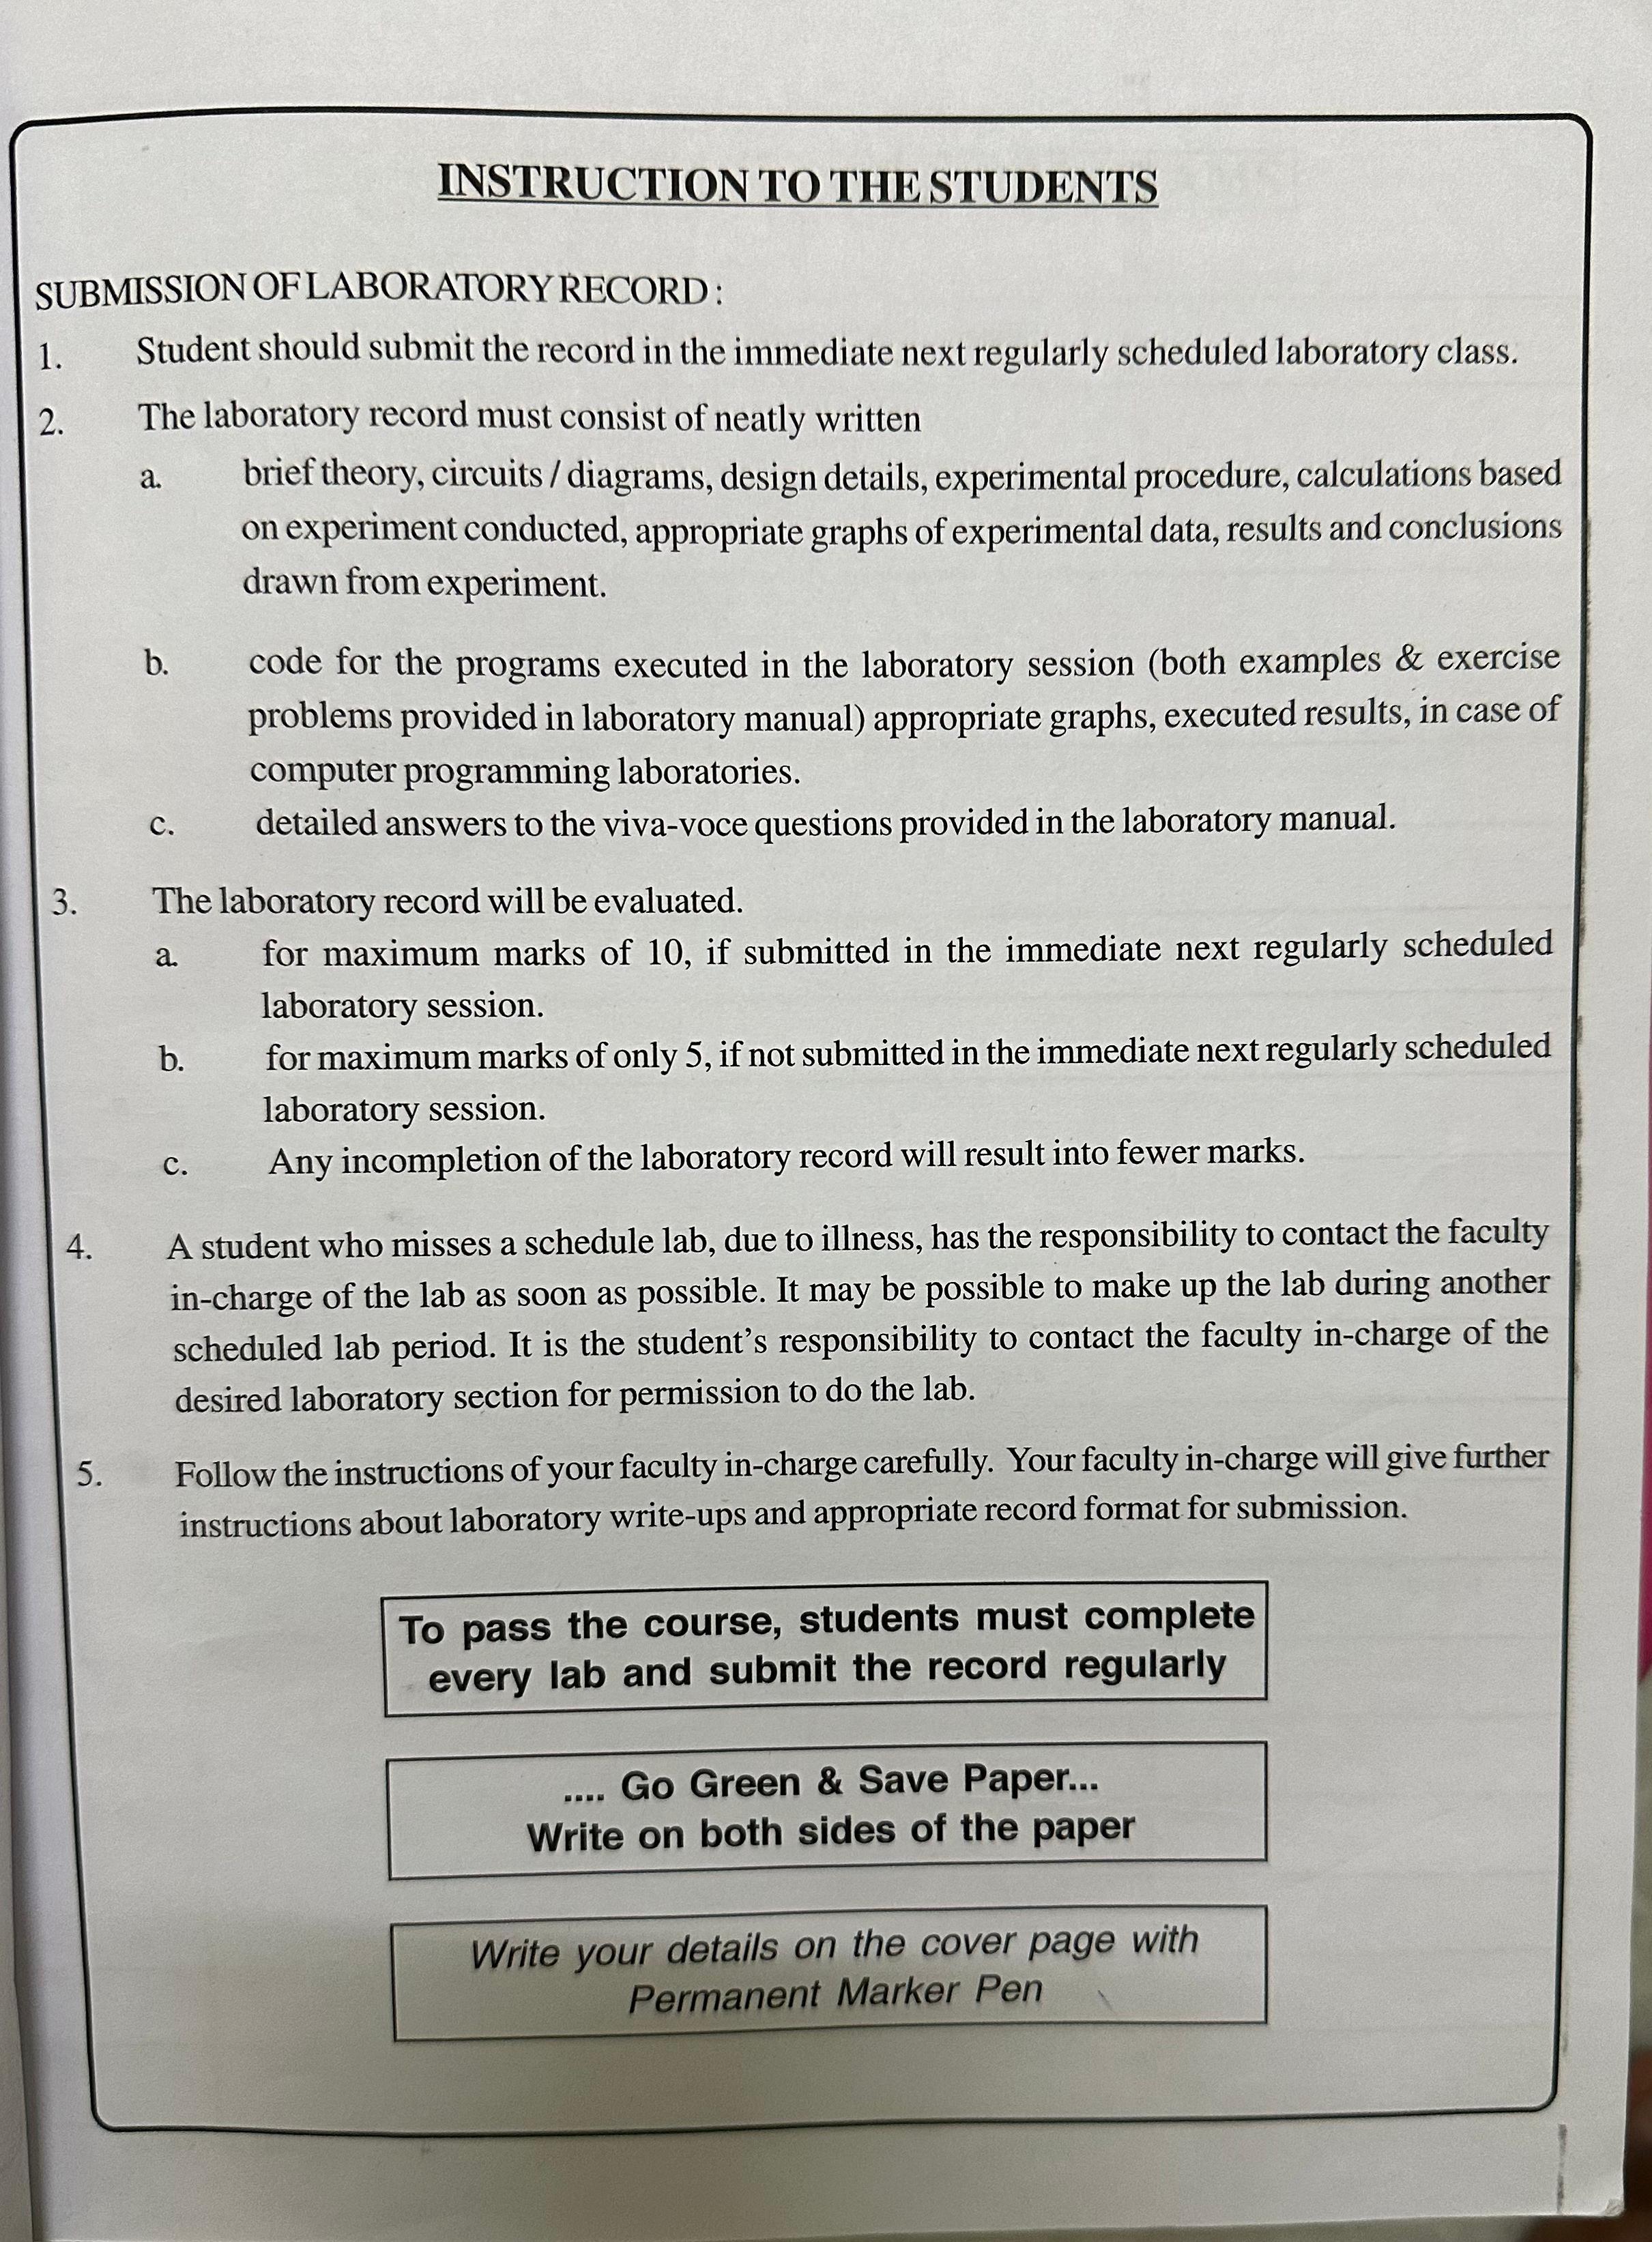 INSTRUCTION TO THE STUDENTS
SUBMISSION OF LABORATORY RECORD :
1. Student should submit the record in the immediate next regularly scheduled laboratory class.
2. The laboratory record must consist of neatly written
a. brief theory, circuits / diagrams, design details, experimental procedure, calculations based
on experiment conducted, appropriate graphs of experimental data, results and conclusions
drawn from experiment.
b. code for the programs executed in the laboratory session (both examples & exercise
problems provided in laboratory manual) appropriate graphs, executed results, in case of
computer programming laboratories.
c. detailed answers to the viva-voce questions provided in the laboratory manual.
3. The laboratory record will be evaluated.
a. for maximum marks of 10, if submitted in the immediate next regularly scheduled
laboratory session.
b. for maximum marks of only 5, if not submitted in the immediate next regularly scheduled
laboratory session.
c. Any incompletion of the laboratory record will result into fewer marks.
4. A student who misses a schedule lab, due to illness, has the responsibility to contact the faculty
in-charge of the lab as soon as possible. It may be possible to make up the lab during another
scheduled lab period. It is the student’s responsibility to contact the faculty in-charge of the
desired laboratory section for permission to do the lab.
5. Follow the instructions of your faculty in-charge carefully. Your faculty in-charge will give further
instructions about laboratory write-ups and appropriate record format for submission.
To pass the course, students must complete
every lab and submit the record regularly
.... Go Green & Save Paper...
Write on both sides of the paper
Write your details on the cover page with
Permanent Marker Pen